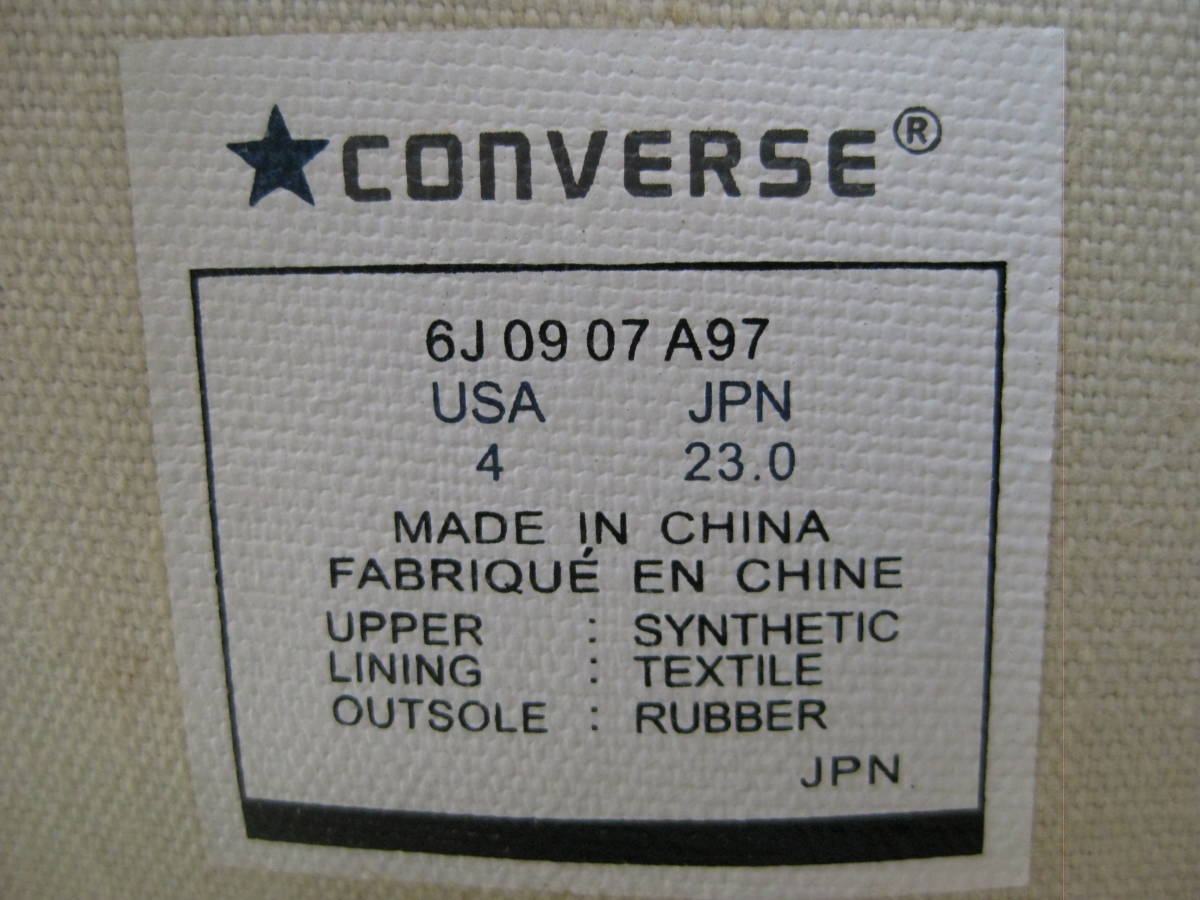 ★CONVERSE®
6J 09 07 A97
USA JPN
4 23.0
MADE IN CHINA
FABRIQUÉ EN CHINE
UPPER : SYNTHETIC
LINING : TEXTILE
OUTSOLE : RUBBER
JPN